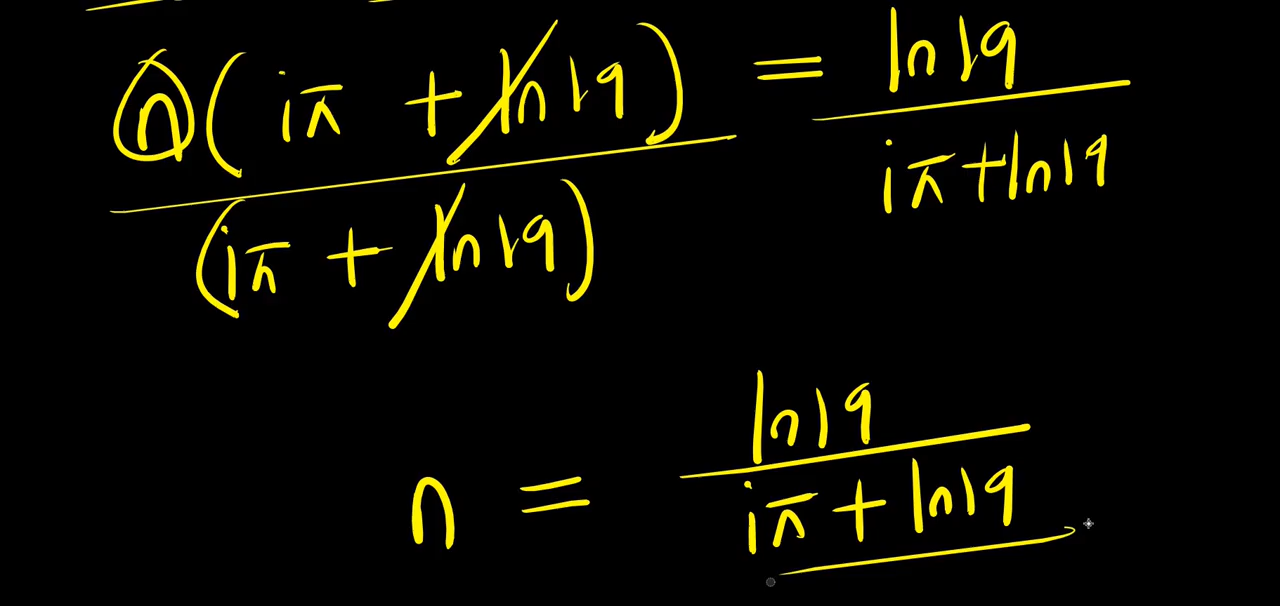 n(iπ + ln19) / (iπ + ln19) = ln19 / iπ+ln19
n = ln19 / iπ + ln19